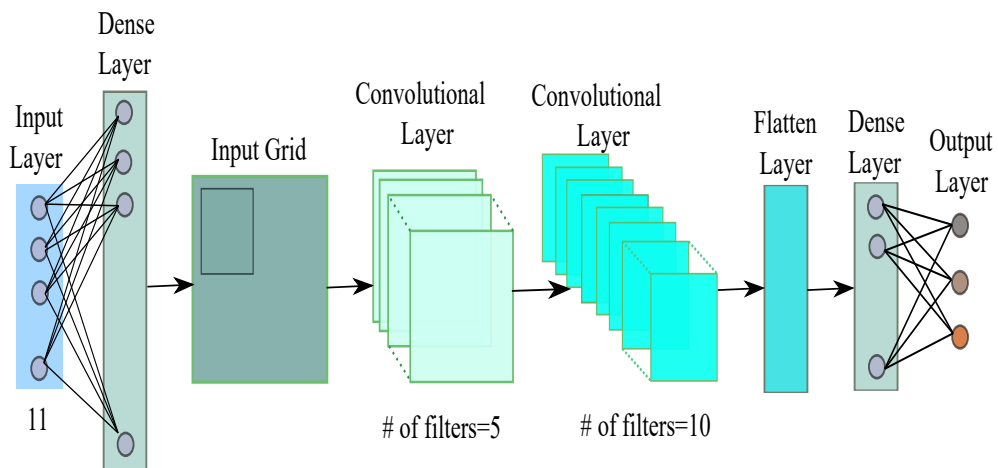 Input
Layer
11
Dense
Layer
Input Grid
Convolutional
Layer
# of filters=5
Convolutional
Layer
# of filters=10
Flatten
Layer
Dense
Layer
Output
Layer